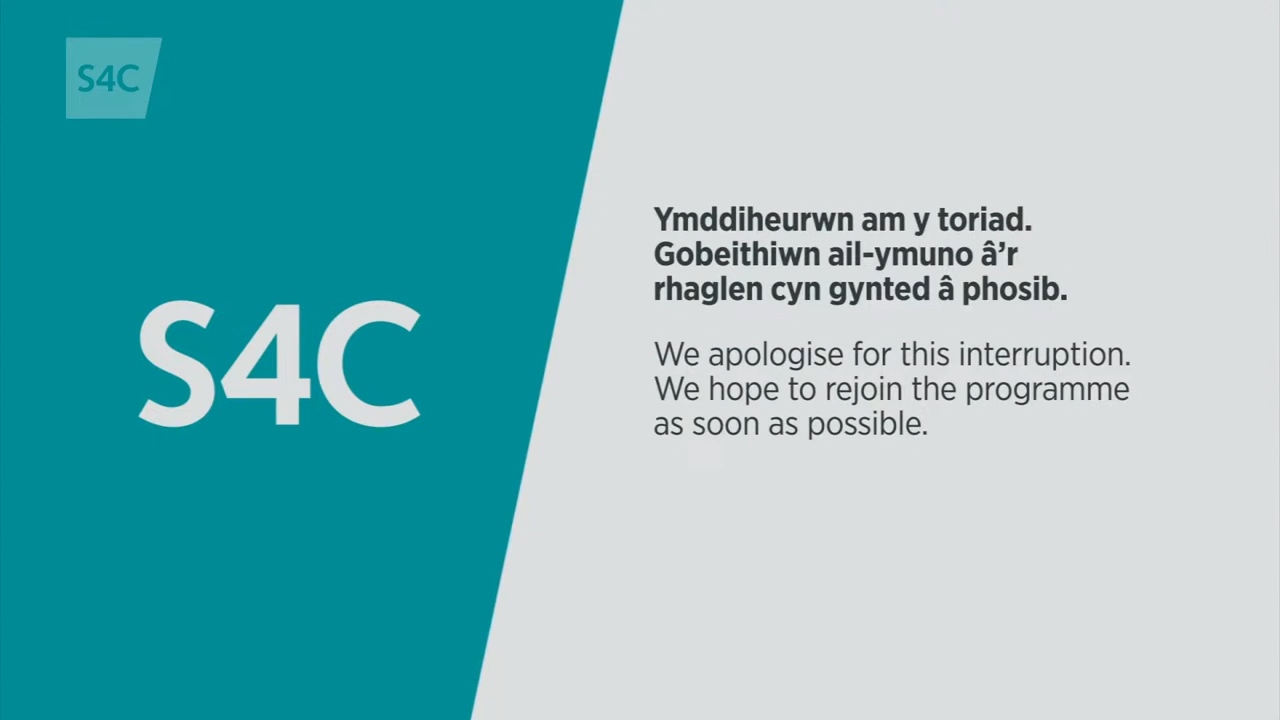 S4C
S4C
Ymddiheurwn am y toriad.
Gobeithiwn ail-ymuno â’r
rhaglen cyn gynted â phosib.
We apologise for this interruption.
We hope to rejoin the programme
as soon as possible.